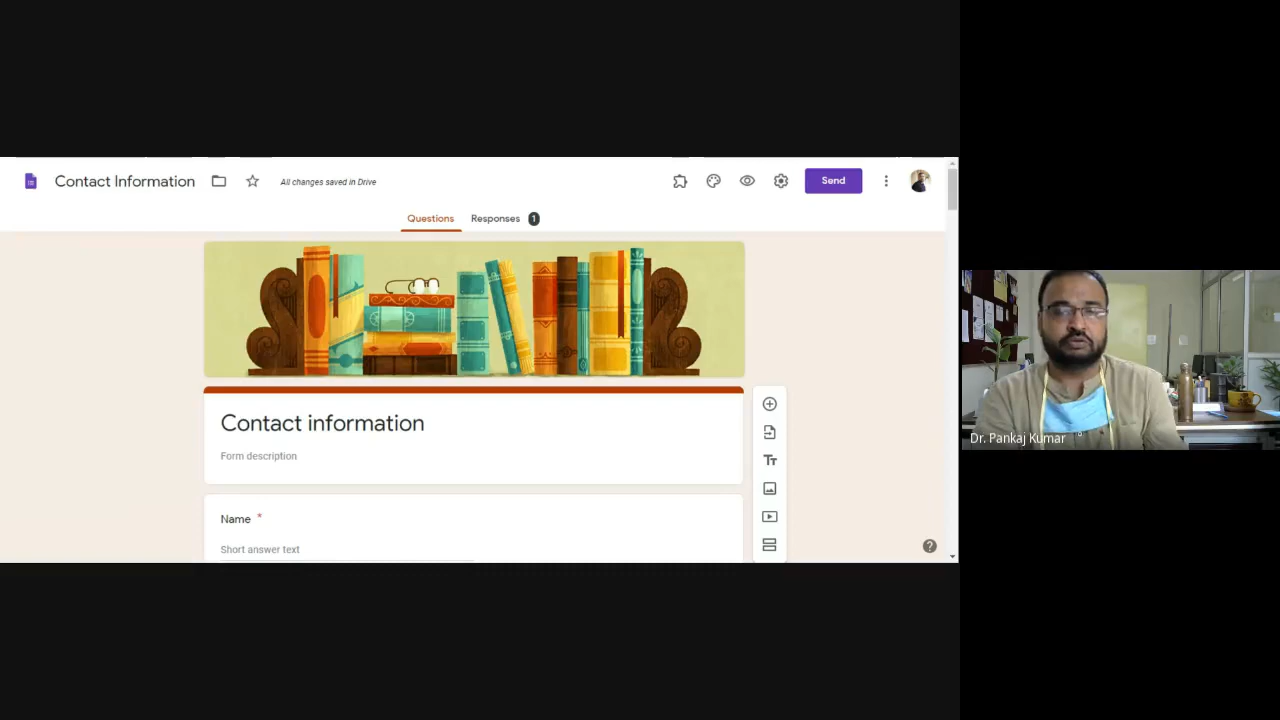 Contact Information
All changes saved in Drive
Send
Questions
Responses 1
Contact information
Form description
Name *
Short answer text
Dr. Pankaj Kumar